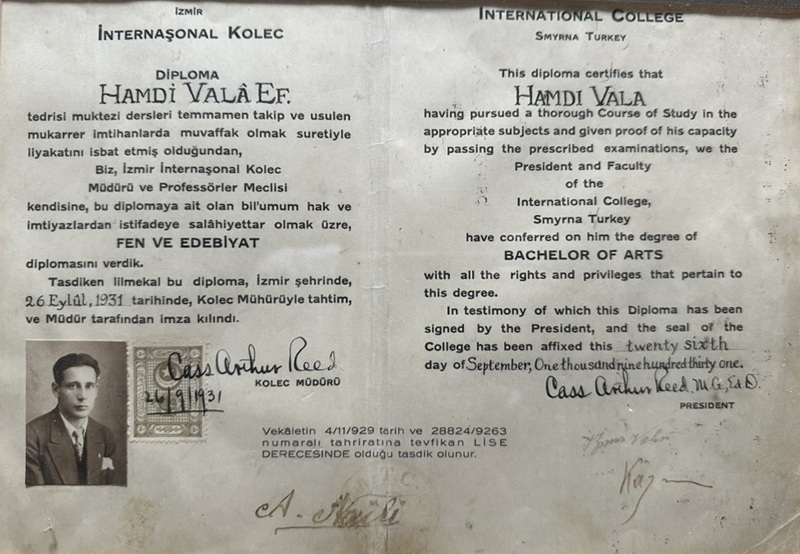 İZMİR
İNTERNAŞONAL KOLEC
DİPLOMA
HAMDİ VALÂ EF.
tedrisi muktezi dersleri temmamen takip ve usulen
mukarrer imtihanlarda muvaffak olmak suretiyle
liyakatını isbat etmiş olduğundan,
Biz, İzmir İnternaşonal Kolec
Müdürü ve Professörler Meclisi
kendisine, bu diplomaya ait olan bil'umum hak ve
imtiyazlardan istifadeye salâhiyettar olmak üzre,
FEN VE EDEBİYAT
diplomasını verdik.
Tasdiken lilmekal bu diploma, İzmir şehrinde,
26 Eylûl, 1931 tarihinde, Kolec Mühürüyle tahtim,
ve Müdür tarafından imza kılındı.
Cass Arthur Reed
KOLEC MÜDÜRÜ
26/9/1931
INTERNATIONAL COLLEGE
SMYRNA TURKEY
This diploma certifies that
HAMDI VALA
having pursued a thorough Course of Study in the
appropriate subjects and given proof of his capacity
by passing the prescribed examinations, we the
President and Faculty
of the
International College,
Smyrna Turkey
have conferred on him the degree of
BACHELOR OF ARTS
with all the rights and privileges that pertain to
this degree.
In testimony of which this Diploma has been
signed by the President, and the seal of the
College has been affixed this twenty sixth
day of September, One thousand nine hundred thirty one.
Cass Arthur Reed, M.A., Ed.D.
PRESIDENT
Vekâletin 4/11/929 tarih ve 28824/9263
numaralı tahriratına tevfikan LİSE
DERECESİNDE olduğu tasdik olunur.
T.C.